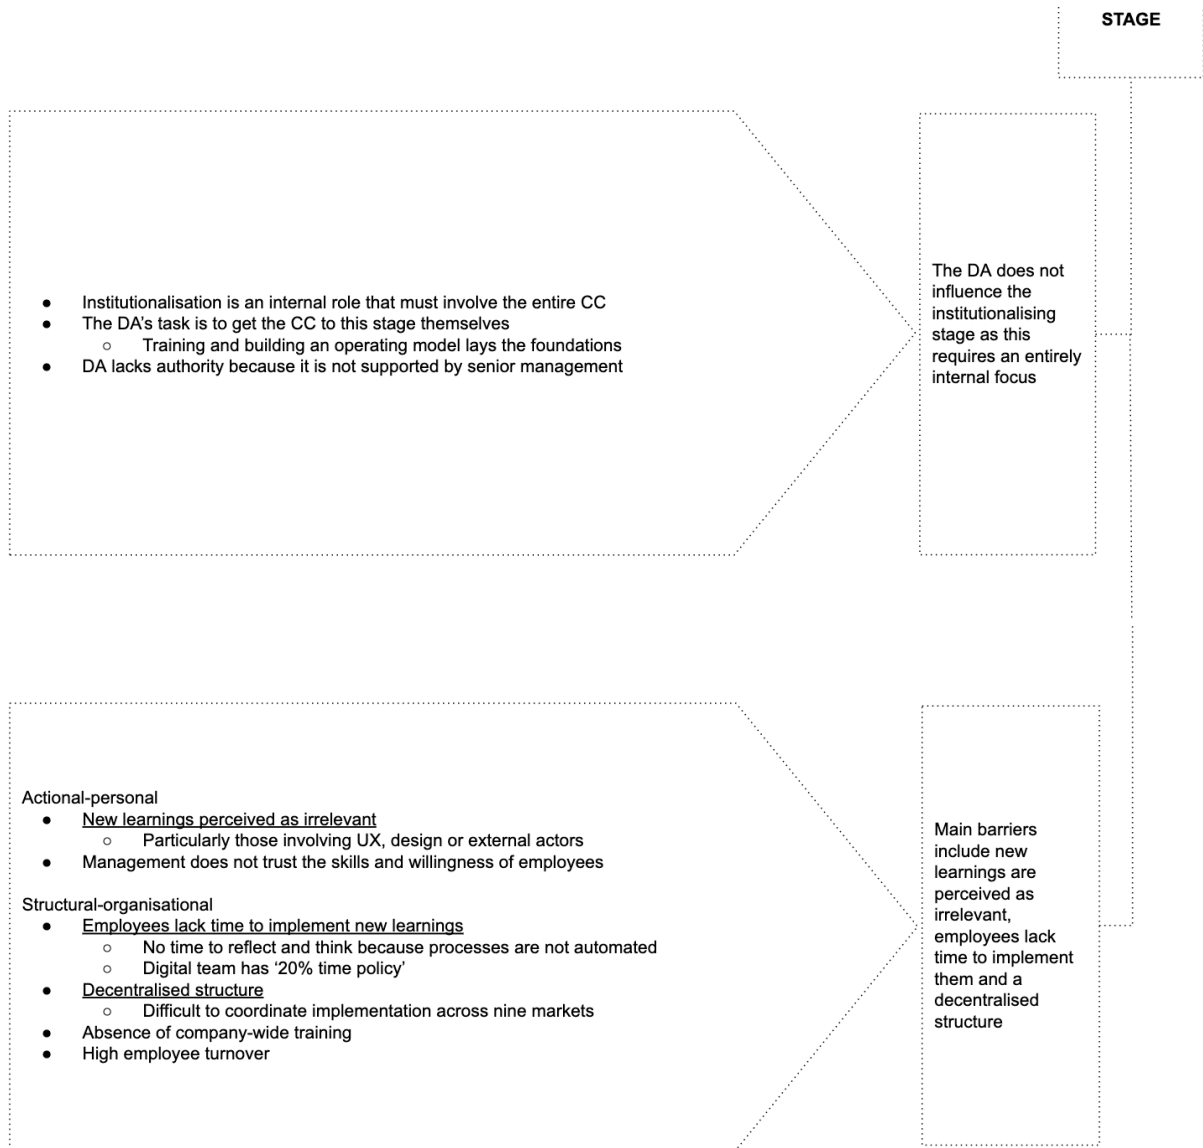 STAGE
● Institutionalisation is an internal role that must involve the entire CC
● The DA’s task is to get the CC to this stage themselves
○ Training and building an operating model lays the foundations
● DA lacks authority because it is not supported by senior management
The DA does not
influence the
institutionalising
stage as this
requires an entirely
internal focus
Actional-personal
● New learnings perceived as irrelevant
○ Particularly those involving UX, design or external actors
● Management does not trust the skills and willingness of employees
Structural-organisational
● Employees lack time to implement new learnings
○ No time to reflect and think because processes are not automated
○ Digital team has ‘20% time policy’
● Decentralised structure
○ Difficult to coordinate implementation across nine markets
● Absence of company-wide training
● High employee turnover
Main barriers
include new
learnings are
perceived as
irrelevant,
employees lack
time to implement
them and a
decentralised
structure